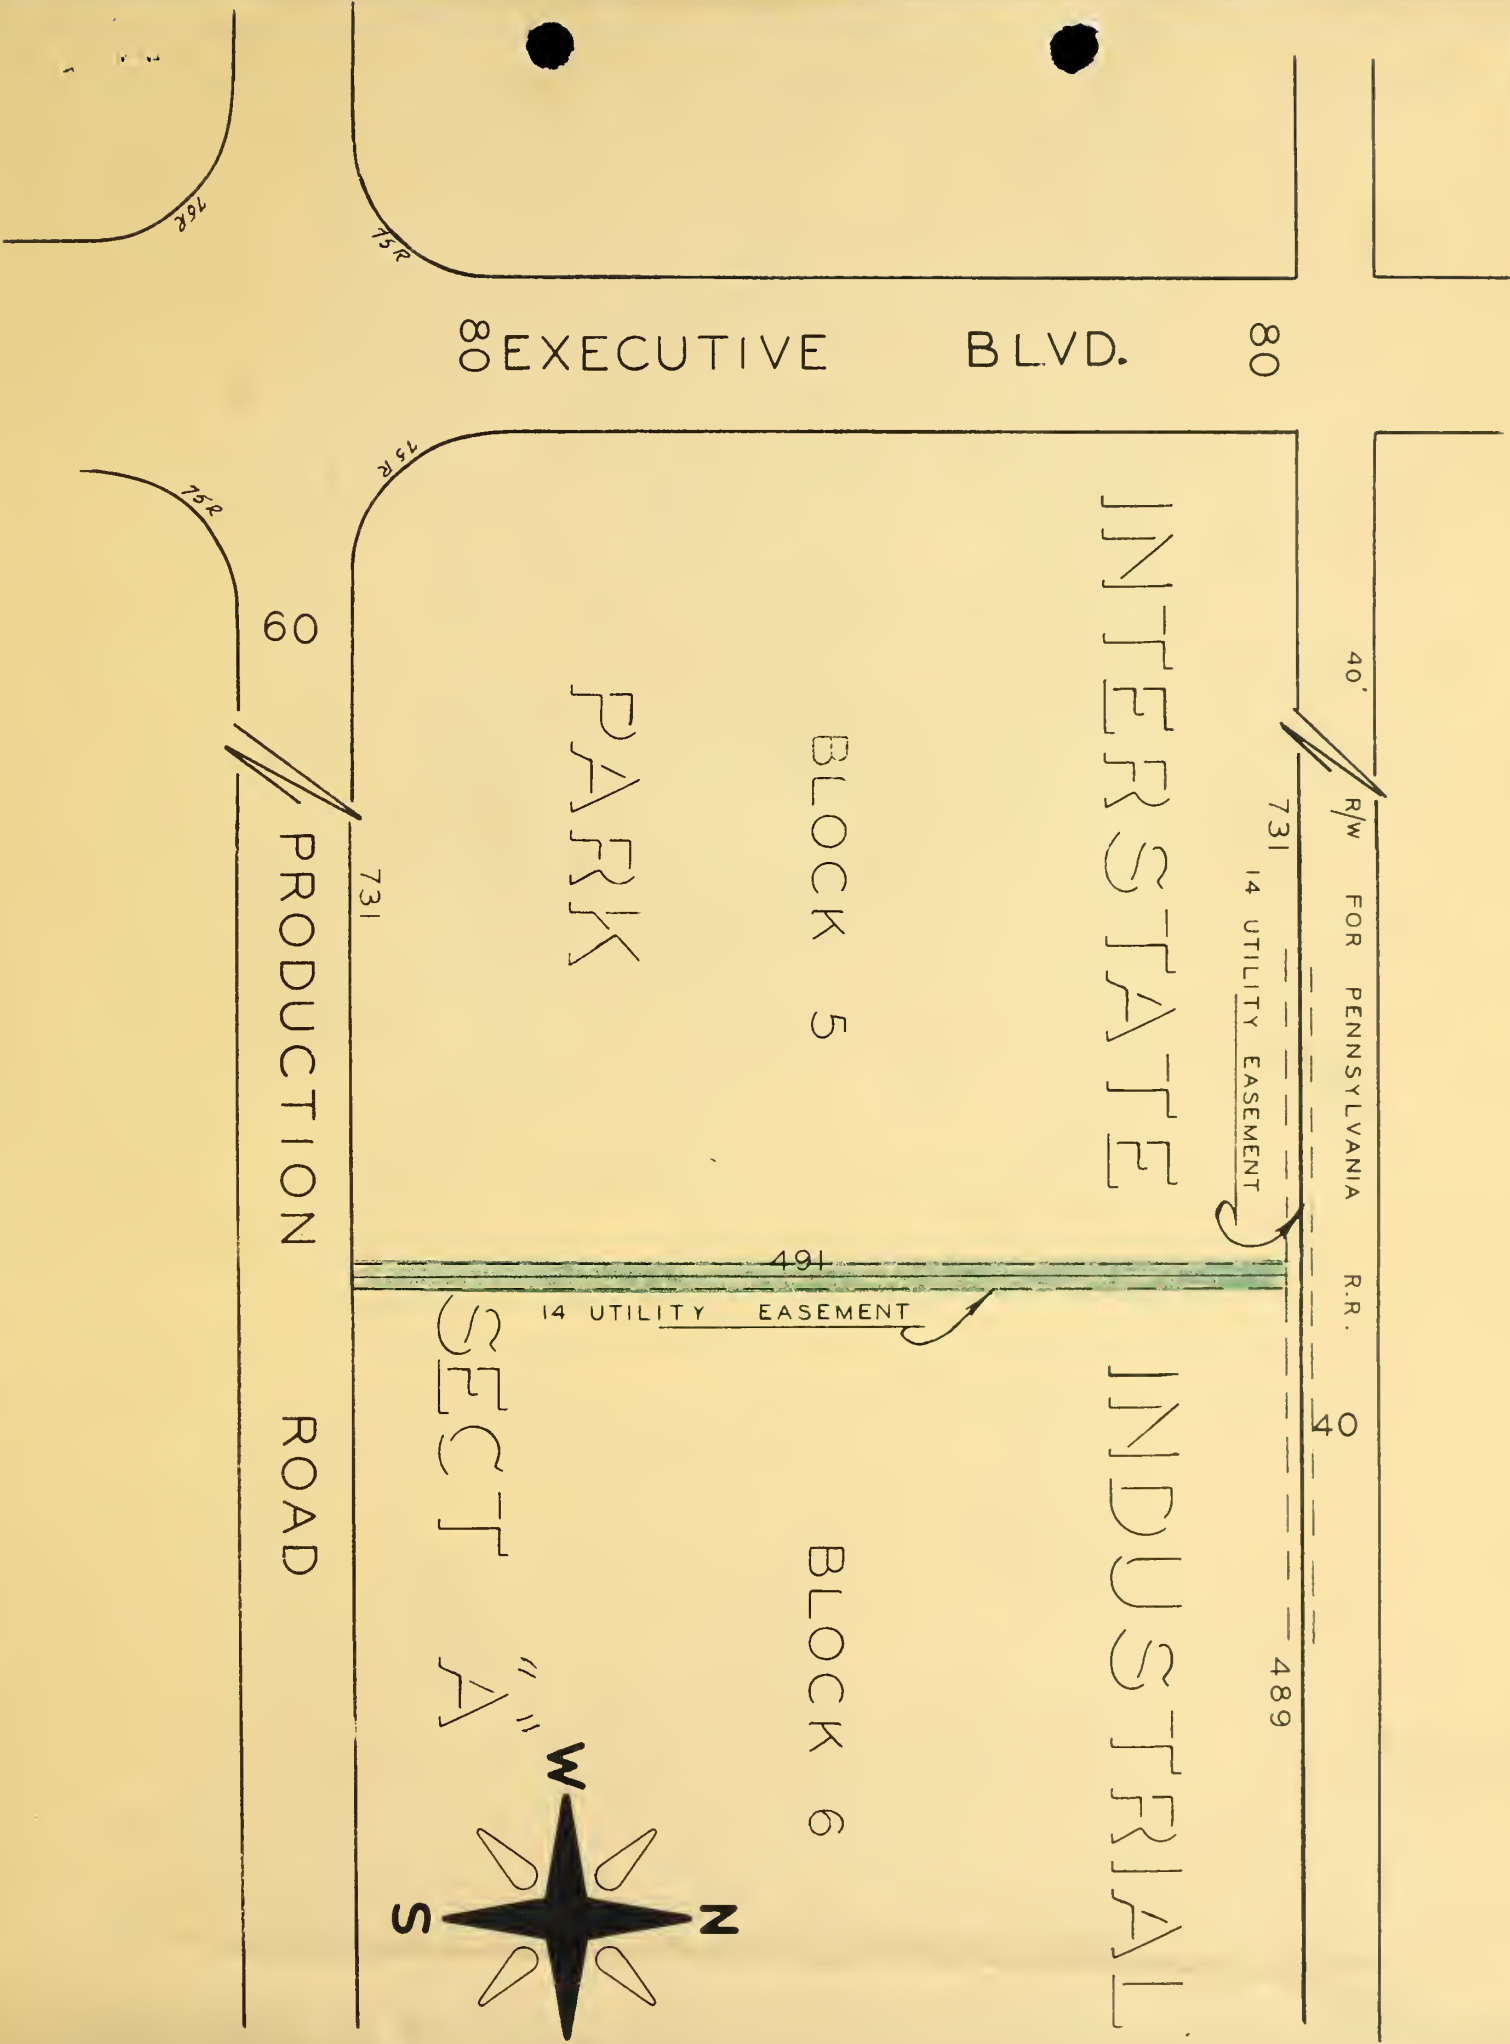 76R
75R
80 EXECUTIVE BLVD. 80
75R
75R
60
PRODUCTION ROAD
731
INTERSTATE INDUSTRIAL
PARK
SECT "A"
BLOCK 5
BLOCK 6
40' R/W FOR PENNSYLVANIA R.R.
40
731
14 UTILITY EASEMENT
491
14 UTILITY EASEMENT
489
W
N
S